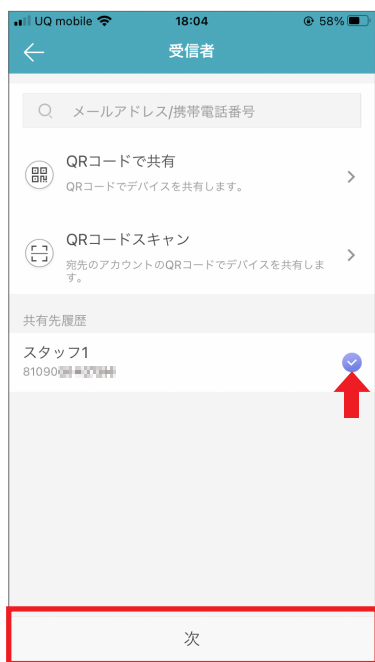 UQ mobile 18:04 58%
受信者
メールアドレス/携帯電話番号
QRコードで共有
QRコードでデバイスを共有します。
QRコードスキャン
宛先のアカウントのQRコードでデバイスを共有しま
す。
共有先履歴
スタッフ1
81090
次